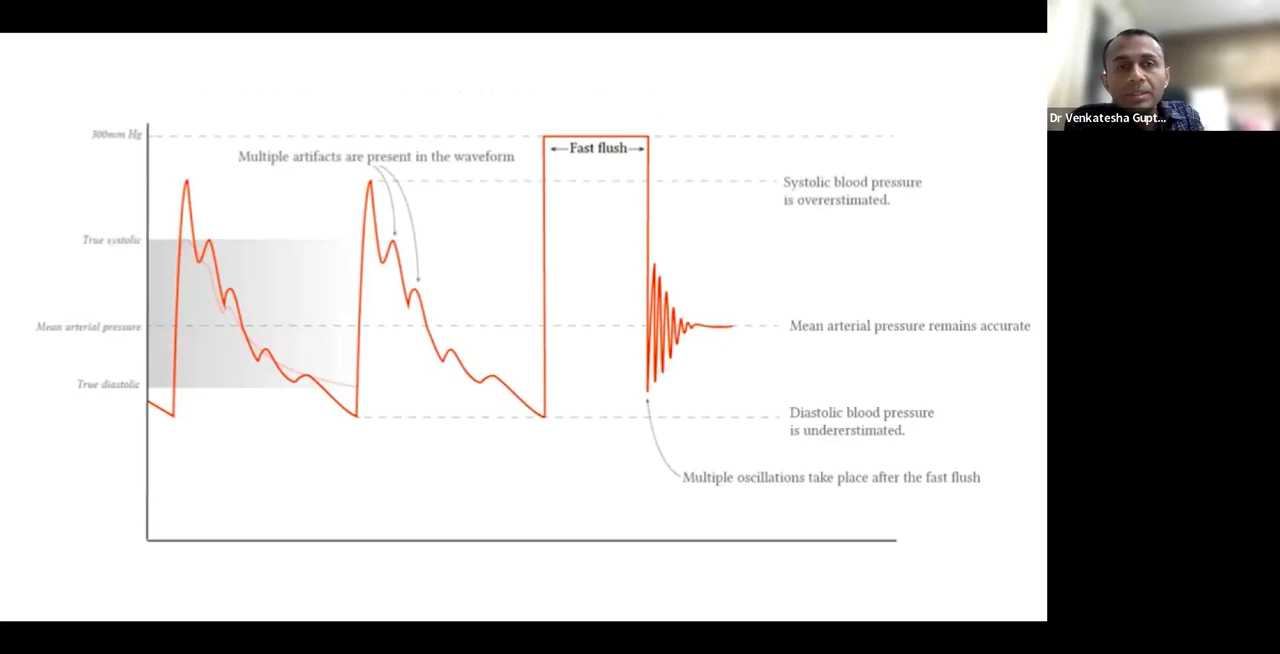 Dr Venkatesha Gupt...
300mm Hg
Multiple artifacts are present in the waveform
Fast flush
Systolic blood pressure
is overerstimated.
True systolic
Mean arterial pressure
Mean arterial pressure remains accurate
True diastolic
Diastolic blood pressure
is undererstimated.
Multiple oscillations take place after the fast flush